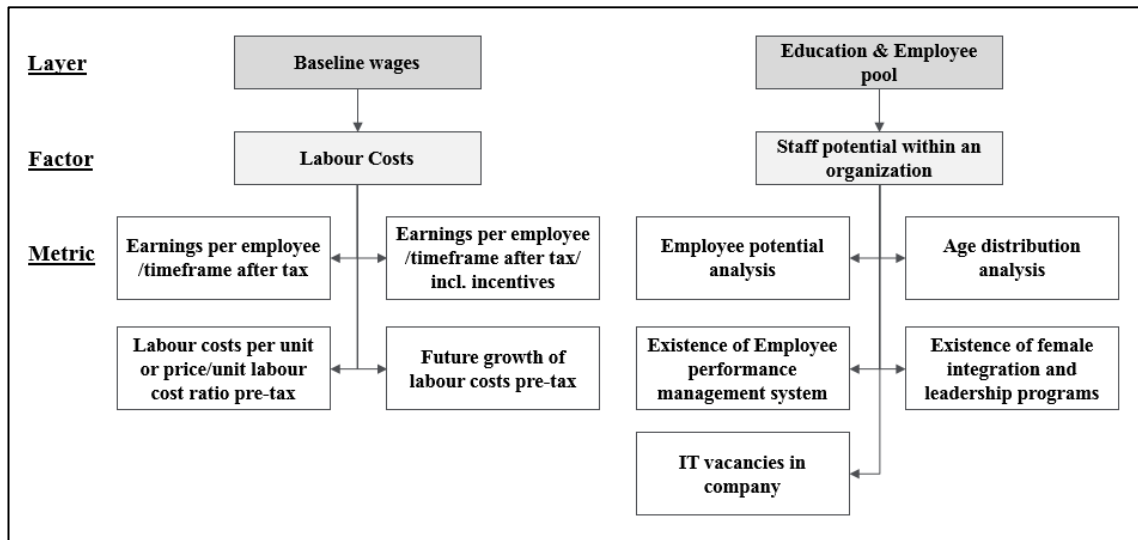 Layer
Baseline wages
Education & Employee
pool
Factor
Labour Costs
Staff potential within an
organization
Metric
Earnings per employee
/timeframe after tax
Earnings per employee
/timeframe after tax/
incl. incentives
Employee potential
analysis
Age distribution
analysis
Labour costs per unit
or price/unit labour
cost ratio pre-tax
Future growth of
labour costs pre-tax
Existence of Employee
performance
management system
Existence of female
integration and
leadership programs
IT vacancies in
company